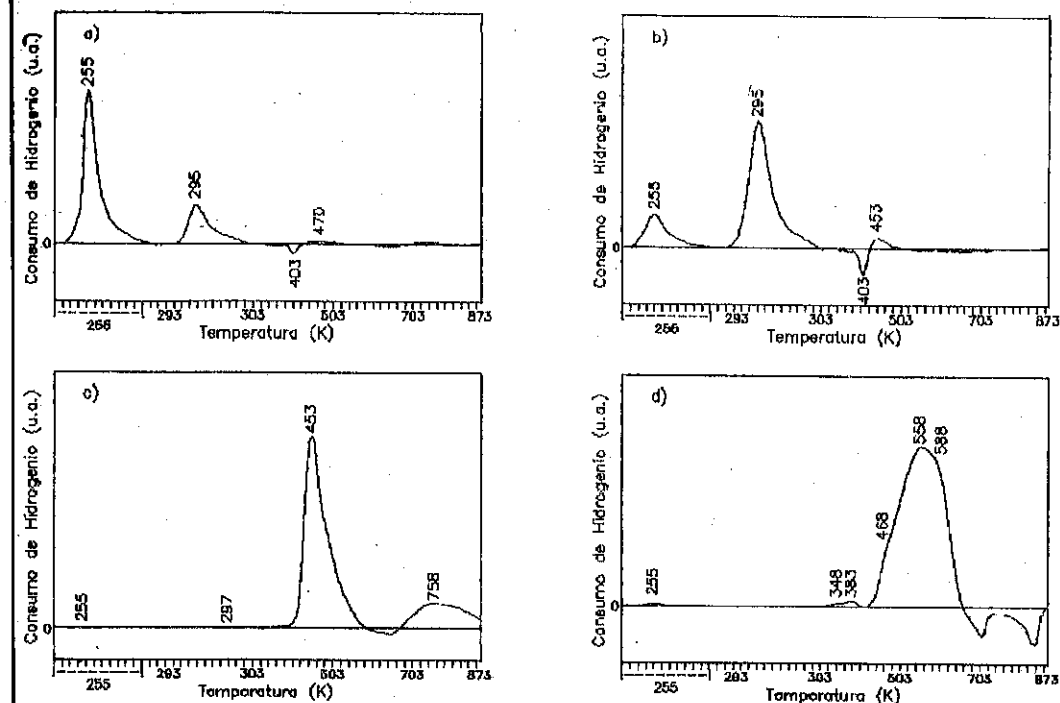 a)
Consumo de Hidrogenio (u.a.)
255
295
403
470
0
266
293 303 503 703 873
Temperatura (K)
b)
Consumo de Hidrogenio (u.a.)
255
295
403
453
0
266
293 303 503 703 873
Temperatura (K)
c)
Consumo de Hidrogenio (u.a.)
255
297
453
758
0
255
293 303 503 703 873
Temperatura (K)
d)
Consumo de Hidrogenio (u.a.)
255
348
383
468
558
588
0
255
293 303 503 703 873
Temperatura (K)